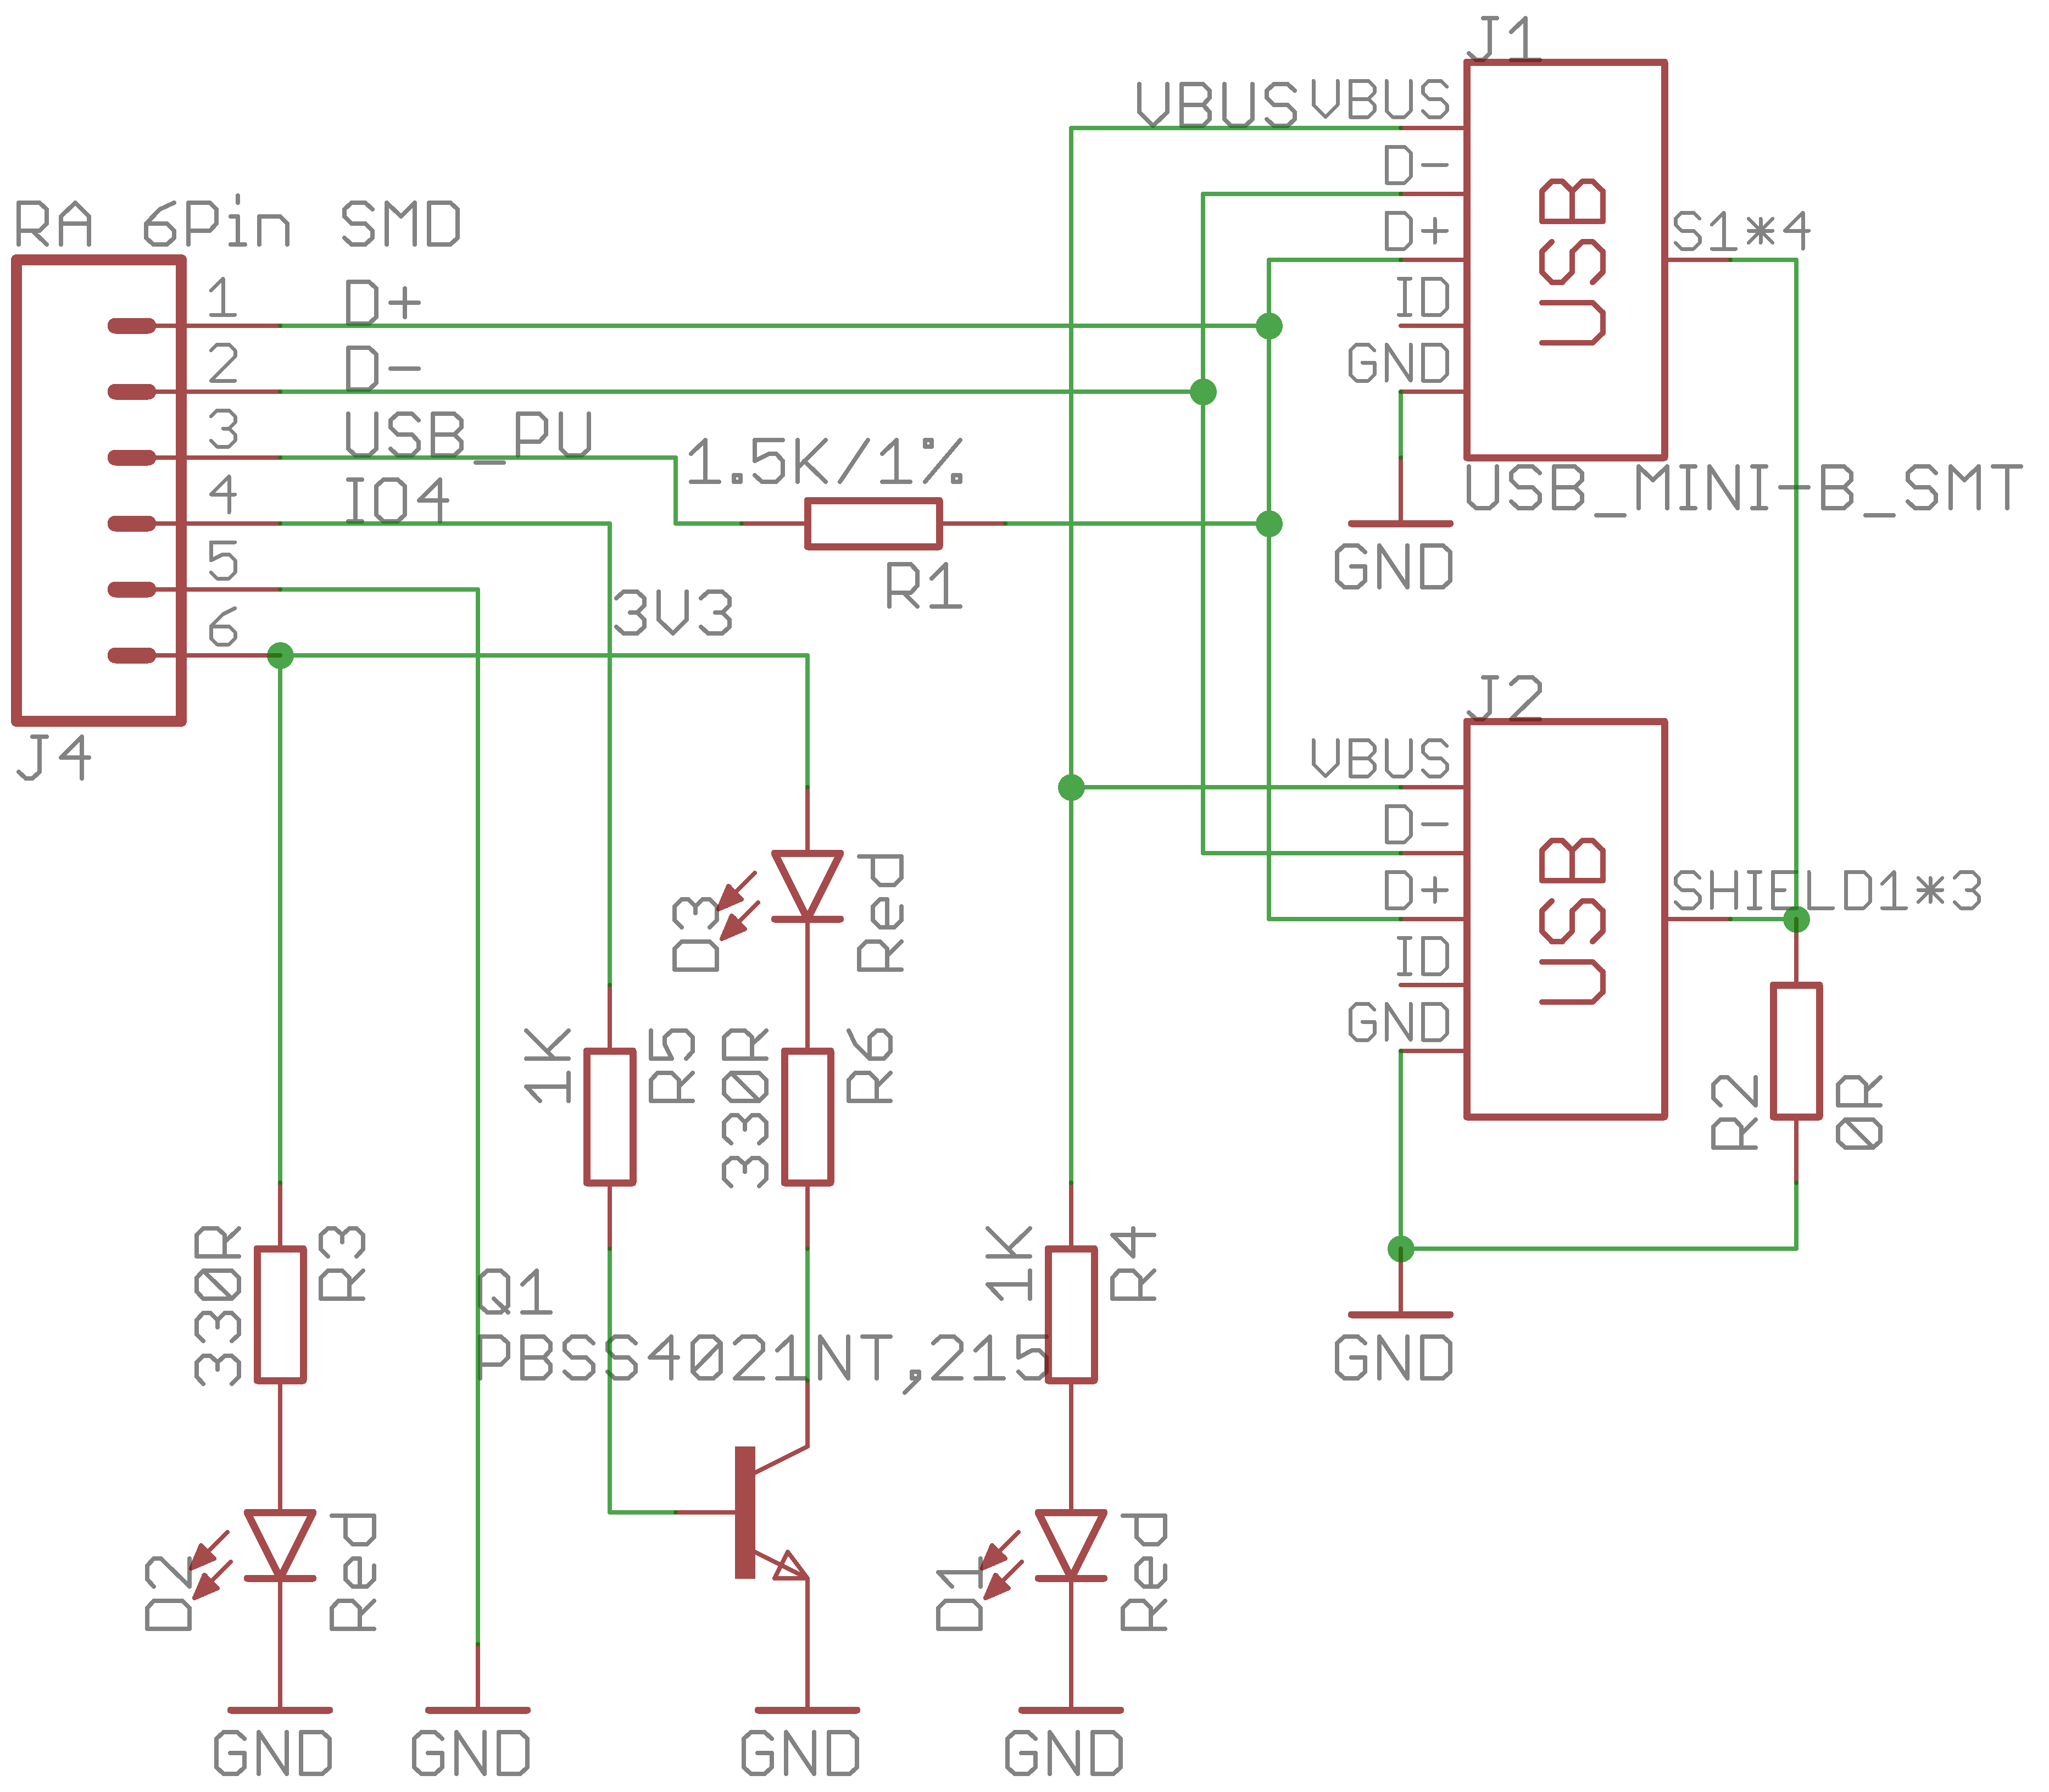 J1
VBUS
VBUS
D-
D+
ID
GND
USB
S1*4
USB_MINI-B_SMT
GND
RA 6Pin SMD
1
D+
2
D-
3
USB_PU
4
IO4
5
6
J4
1.5K/1%
R1
3V3
J2
VBUS
D-
D+
ID
GND
USB
SHIELD1*3
R2
0R
GND
D3
Red
1K
R5
330R
R6
330R
R3
Q1
PBSS4021NT,215
1K
R4
D2
Red
D1
Red
GND
GND
GND
GND